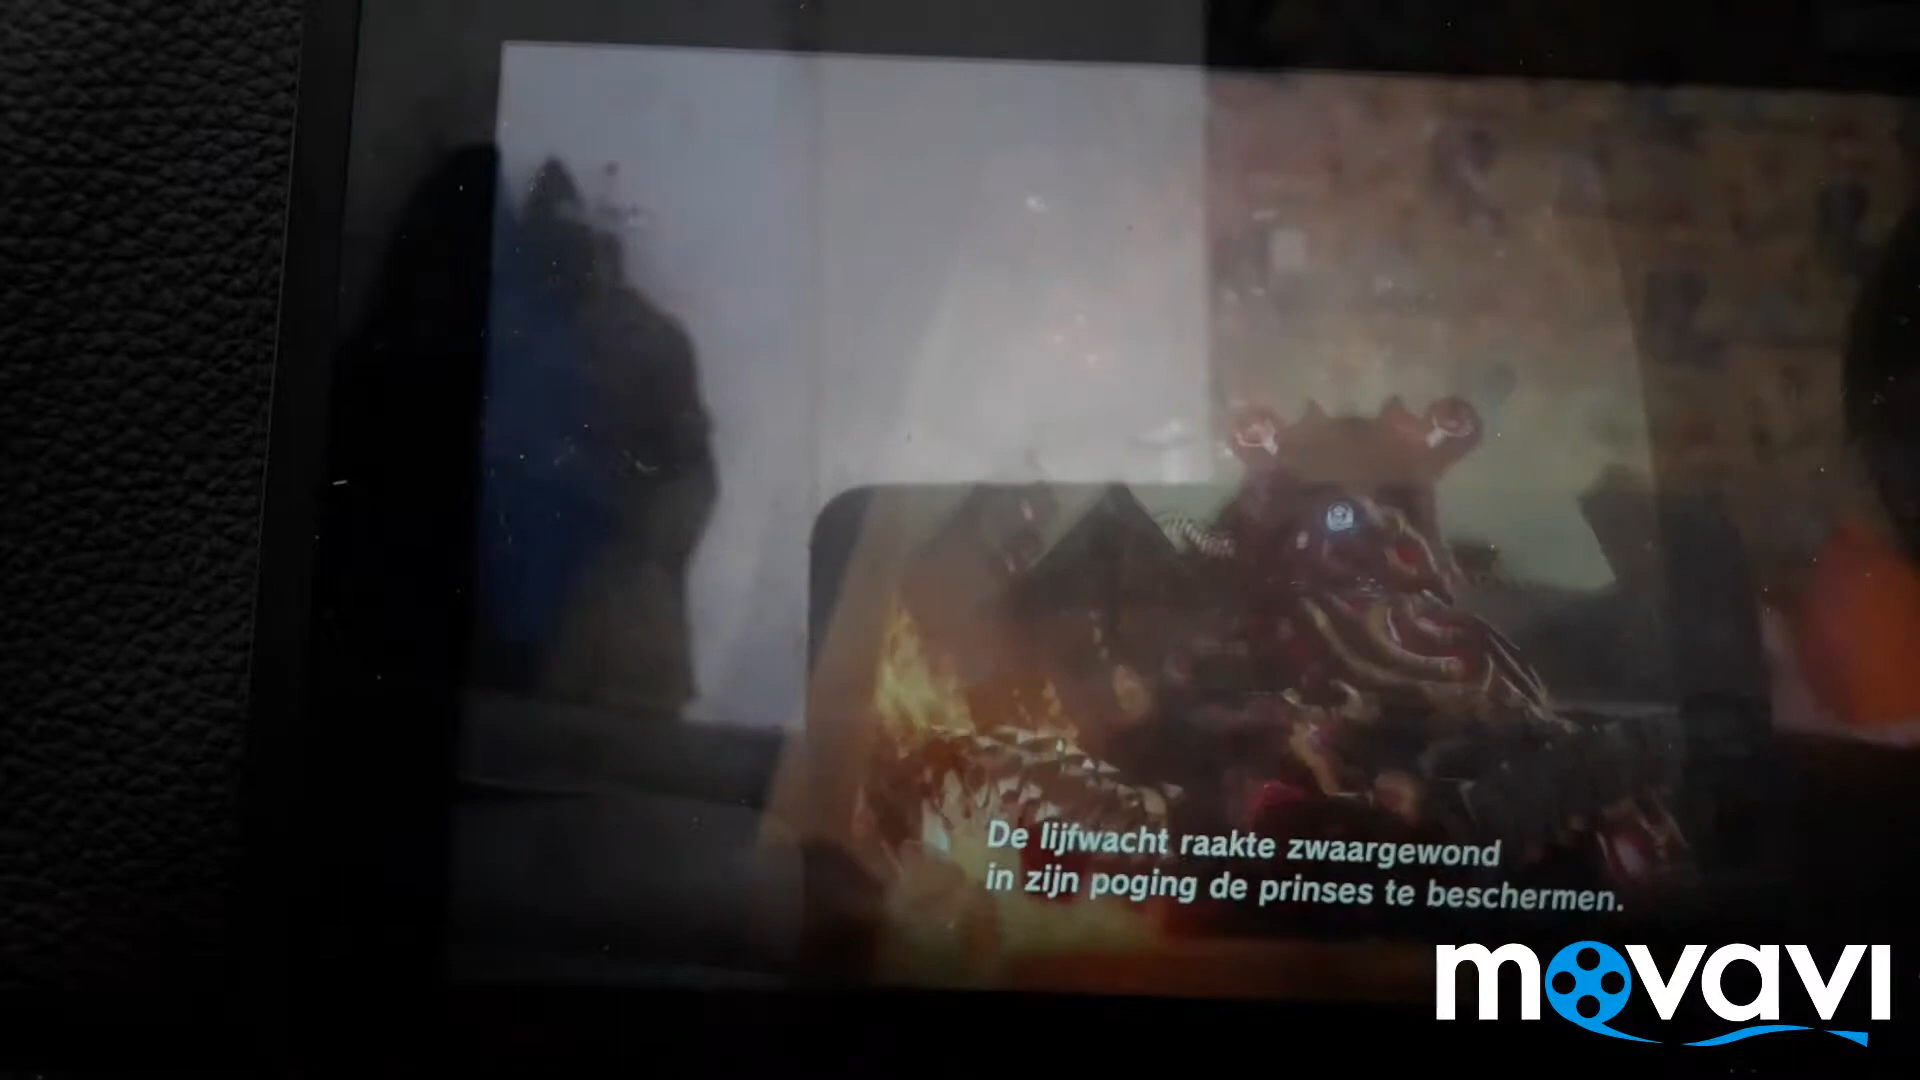 De lijfwacht raakte zwaargewond
in zijn poging de prinses te beschermen.
movavi